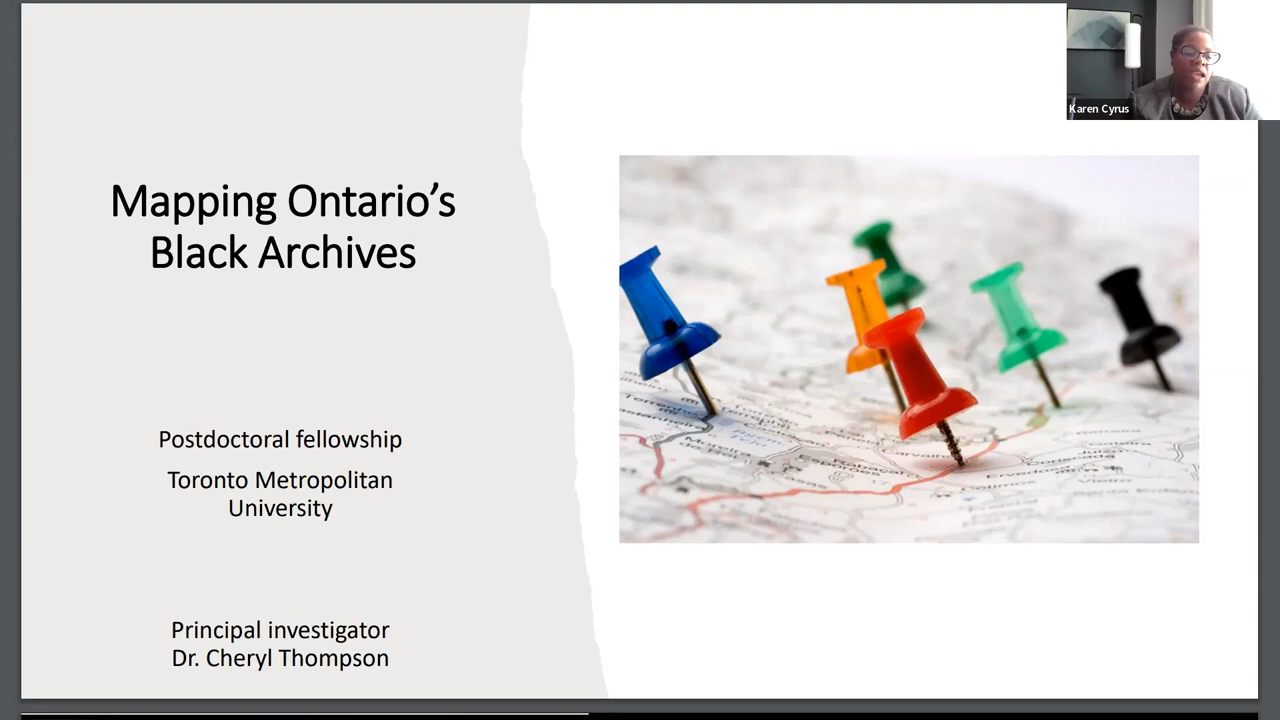 Mapping Ontario's
Black Archives
Postdoctoral fellowship
Toronto Metropolitan
University
Principal investigator
Dr. Cheryl Thompson
Karen Cyrus